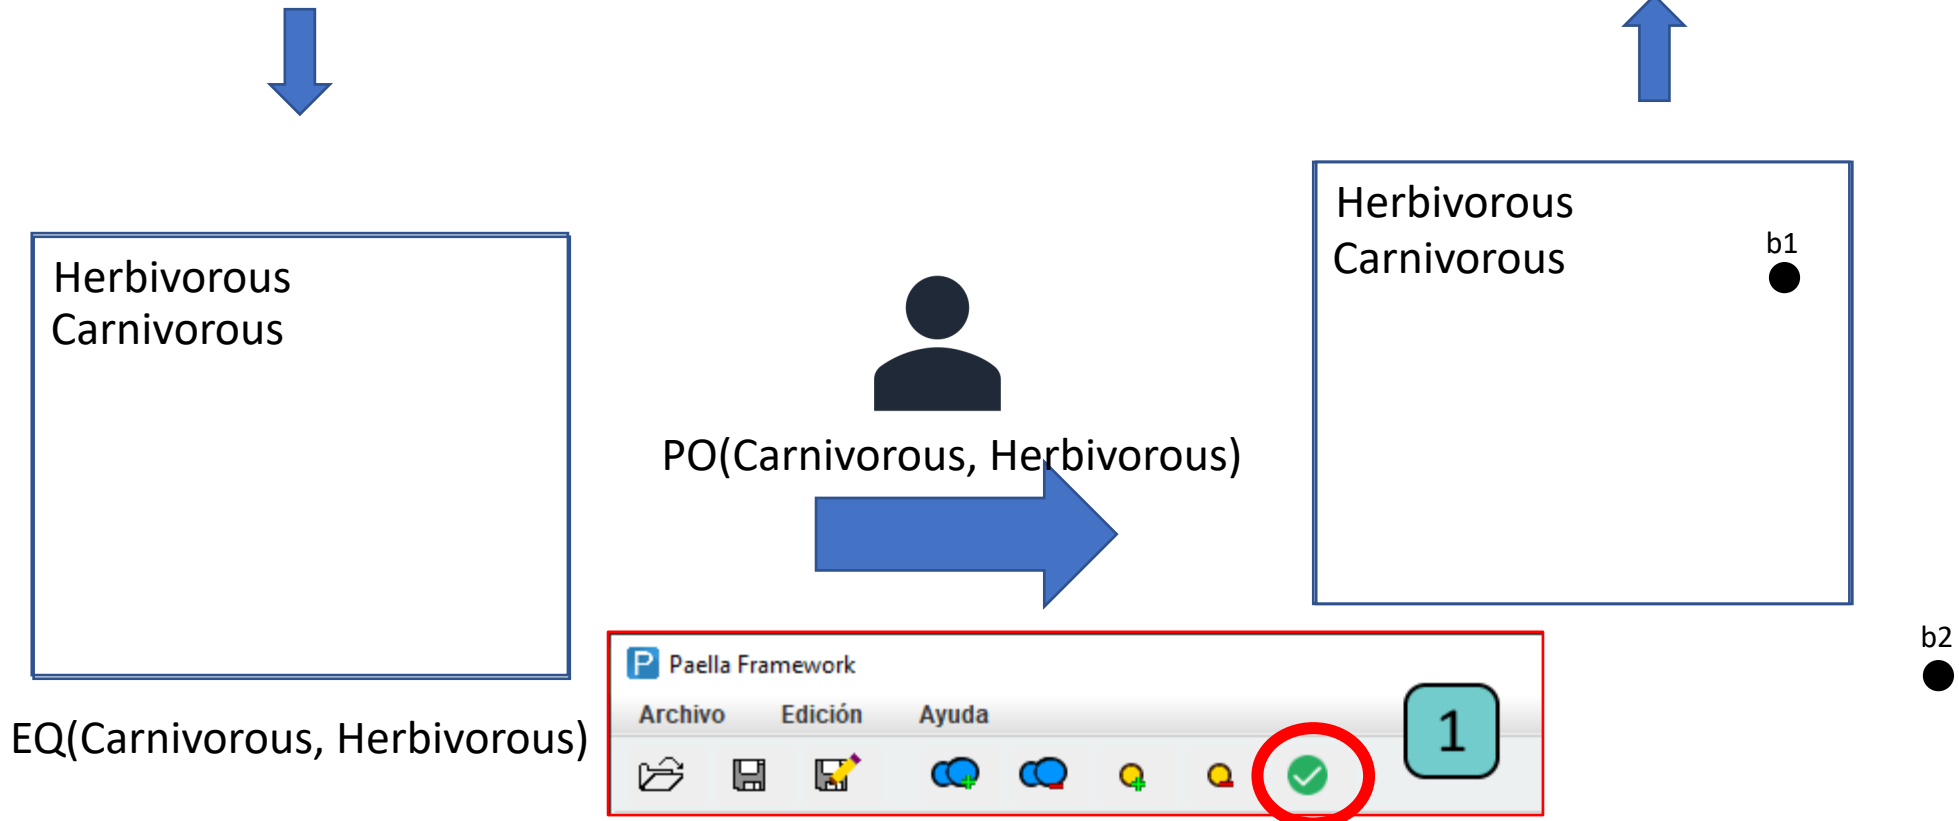 Herbivorous
Carnivorous
EQ(Carnivorous, Herbivorous)
PO(Carnivorous, Herbivorous)
Herbivorous
Carnivorous
b1
b2
P Paella Framework
Archivo Edición Ayuda
1